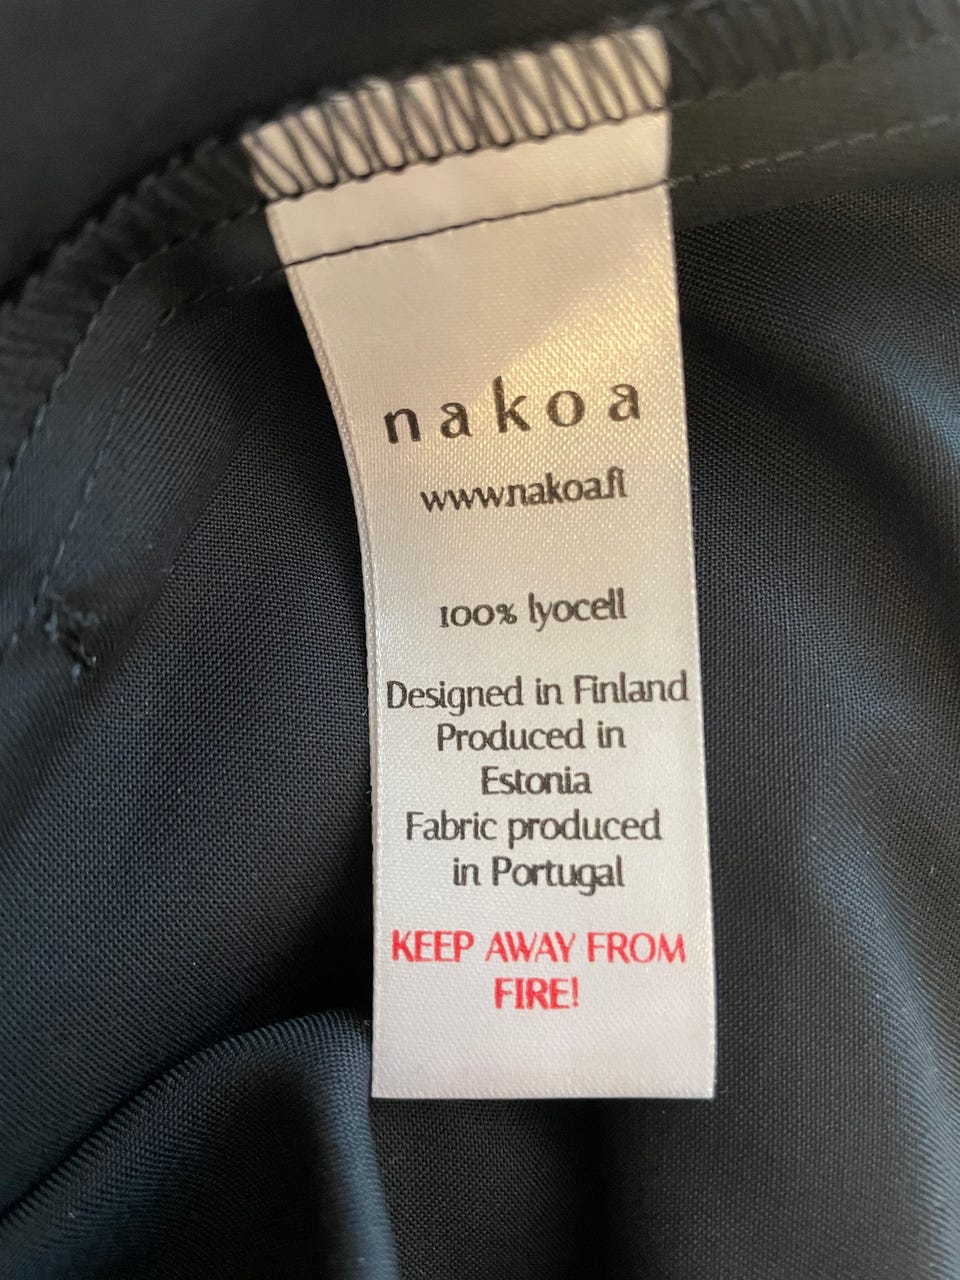 nakoa
www.nakoa.fi
100% lyocell
Designed in Finland
Produced in
Estonia
Fabric produced
in Portugal
KEEP AWAY FROM
FIRE!